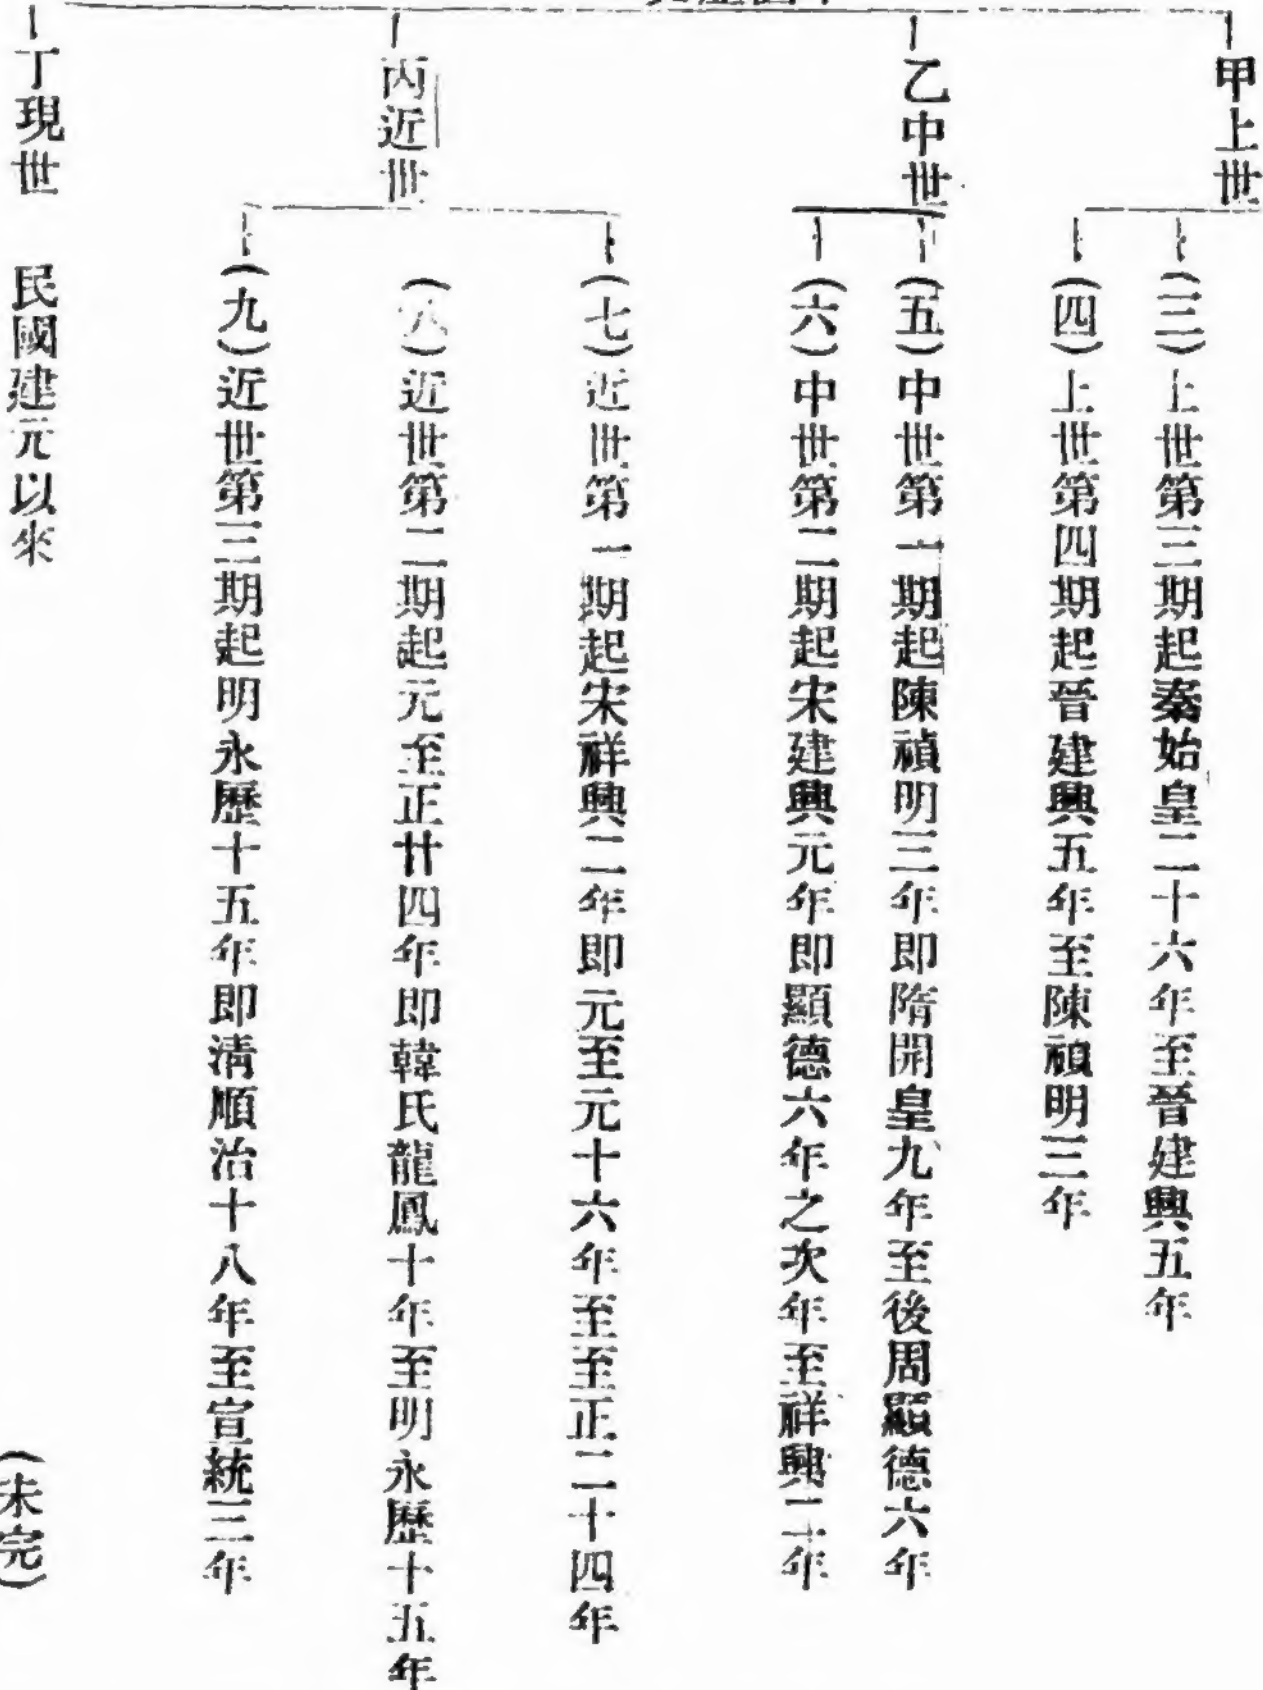 甲上世
(三)上世第三期起秦始皇二十六年至晉建興五年
(四)上世第四期起晉建興五年至陳禎明三年
乙中世
(五)中世第一期起陳禎明三年即隋開皇九年至後周顯德六年
(六)中世第二期起宋建興元年即顯德六年之次年至祥興二年
丙近世
(七)近世第一期起宋祥興二年即元至元十六年至至正二十四年
(八)近世第二期起元至正廿四年即韓氏龍鳳十年至明永歷十五年
(九)近世第三期起明永歷十五年即清順治十八年至宣統三年
丁現世 民國建元以來
(未完)